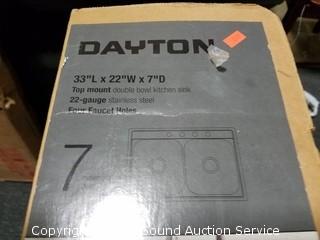 DAYTON
33"L x 22"W x 7"D
Top mount double bowl kitchen sink
22-gauge stainless steel
Four Faucet Holes
7
Sound Auction Service